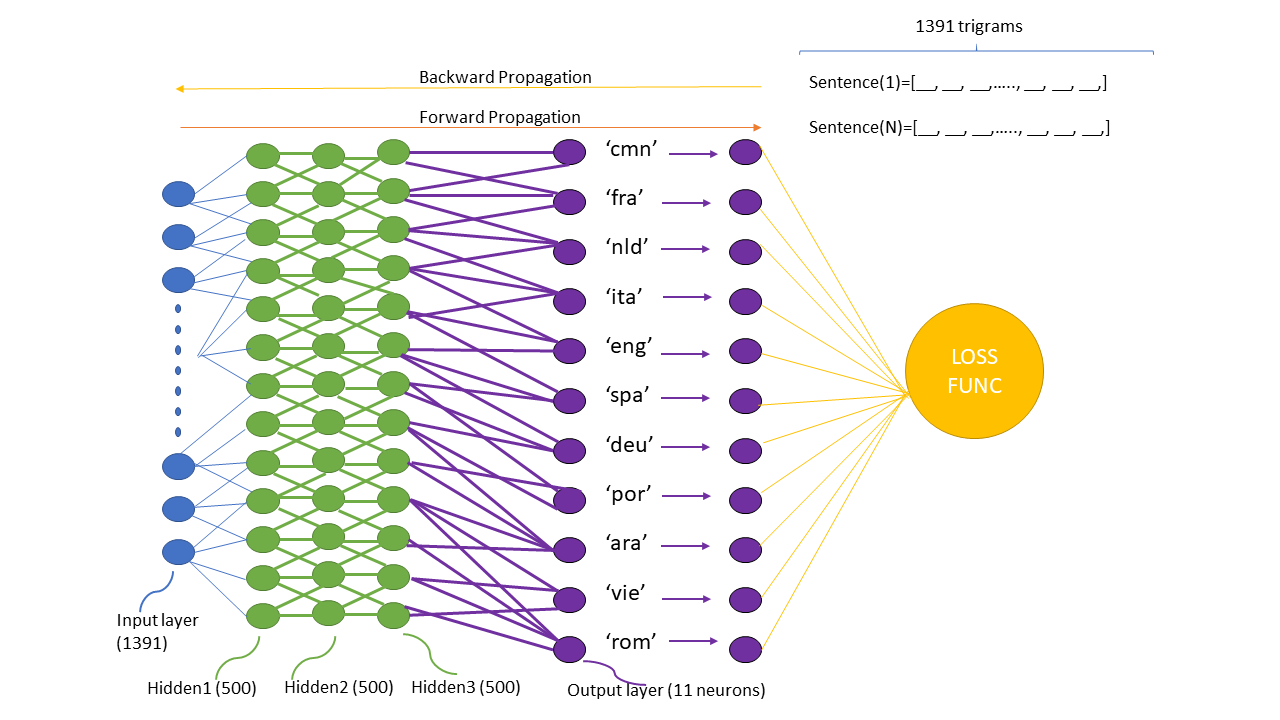 1391 trigrams
Backward Propagation
Sentence(1)=[__, __, __,....., __, __, __,]
Forward Propagation
Sentence(N)=[__, __, __,....., __, __, __,]
‘cmn’
‘fra’
‘nld’
‘ita’
‘eng’
‘spa’
‘deu’
‘por’
‘ara’
‘vie’
‘rom’
LOSS
FUNC
Input layer
(1391)
Hidden1 (500)
Hidden2 (500)
Hidden3 (500)
Output layer (11 neurons)